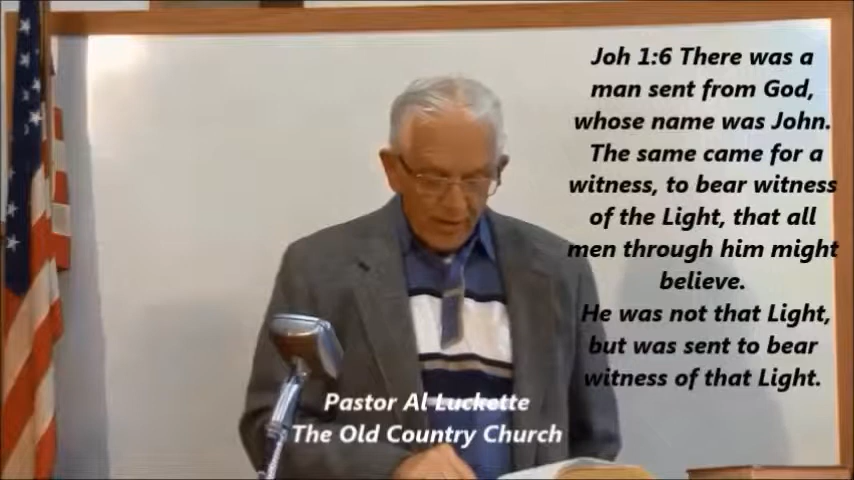 Joh 1:6 There was a
man sent from God,
whose name was John.
The same came for a
witness, to bear witness
of the Light, that all
men through him might
believe.
He was not that Light,
but was sent to bear
witness of that Light.
Pastor Al Luckette
The Old Country Church